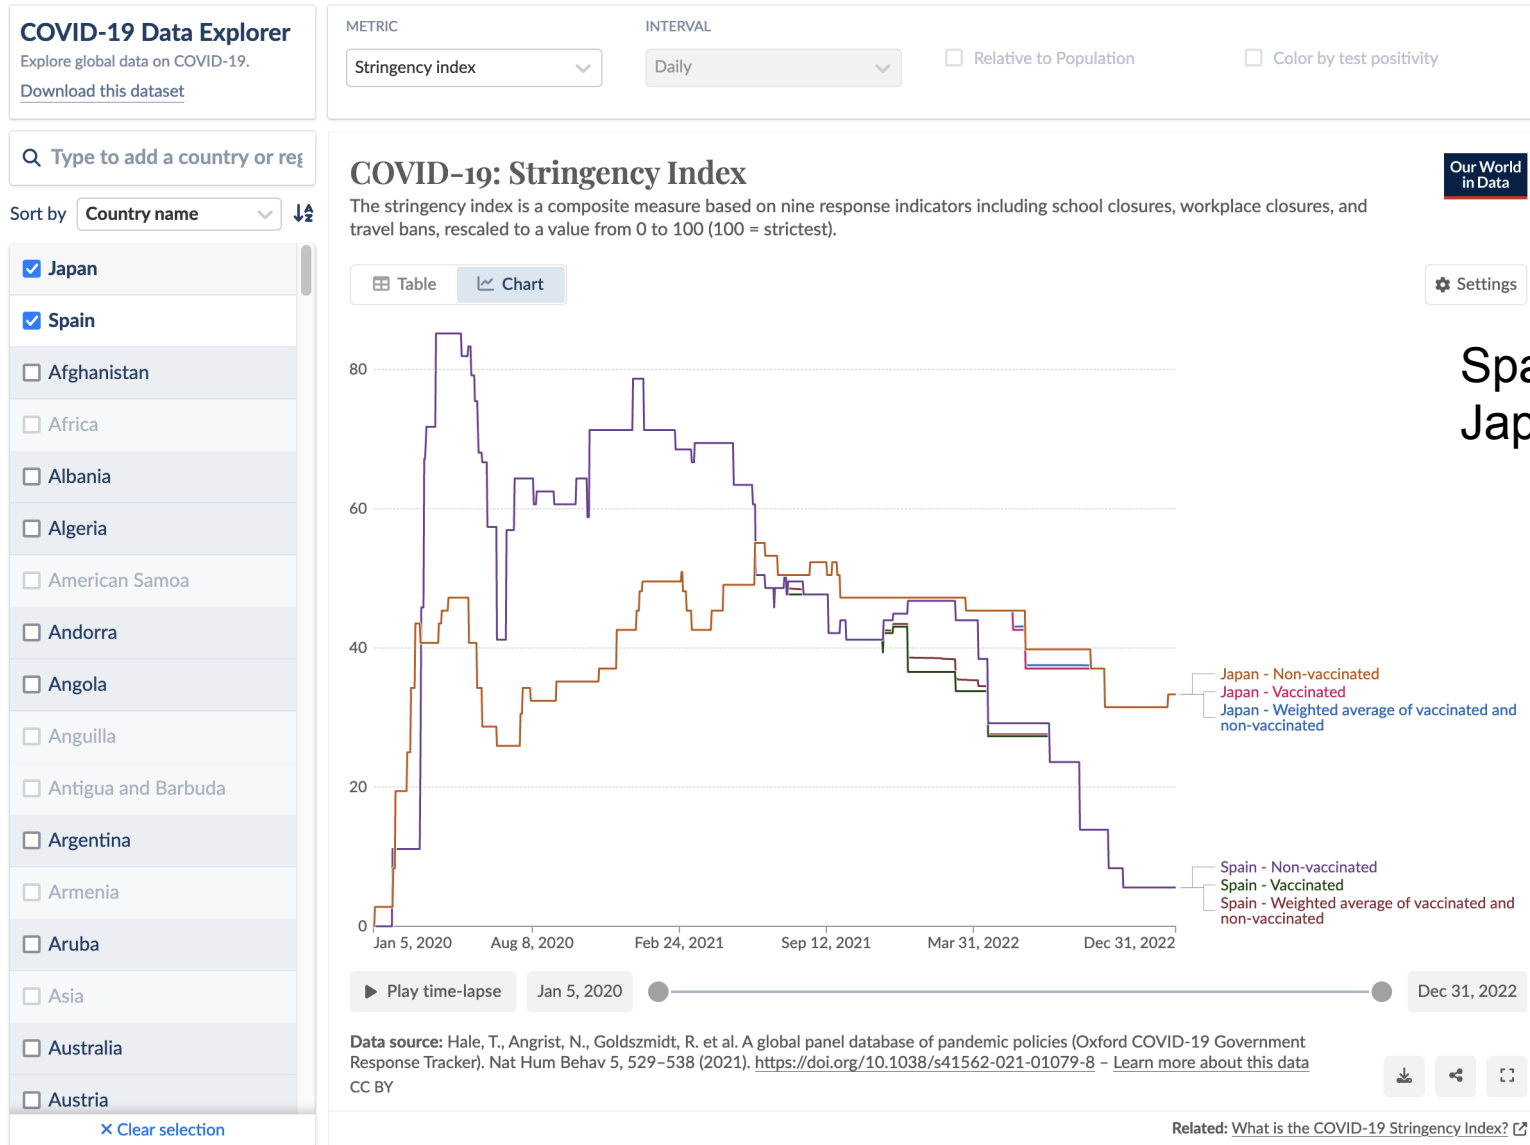 COVID-19 Data Explorer
Explore global data on COVID-19.
Download this dataset
METRIC
Stringency index
INTERVAL
Daily
Relative to Population
Color by test positivity
Type to add a country or reg
Sort by
Country name
Japan
Spain
Afghanistan
Africa
Albania
Algeria
American Samoa
Andorra
Angola
Anguilla
Antigua and Barbuda
Argentina
Armenia
Aruba
Asia
Australia
Austria
× Clear selection
COVID-19: Stringency Index
The stringency index is a composite measure based on nine response indicators including school closures, workplace closures, and
travel bans, rescaled to a value from 0 to 100 (100 = strictest).
Our World
in Data
Table
Chart
Settings
80
60
40
20
0
Jan 5, 2020
Aug 8, 2020
Feb 24, 2021
Sep 12, 2021
Mar 31, 2022
Dec 31, 2022
Japan - Non-vaccinated
Japan - Vaccinated
Japan - Weighted average of vaccinated and
non-vaccinated
Spain - Non-vaccinated
Spain - Vaccinated
Spain - Weighted average of vaccinated and
non-vaccinated
Spa
Jap
Play time-lapse
Jan 5, 2020
Dec 31, 2022
Data source: Hale, T., Angrist, N., Goldszmidt, R. et al. A global panel database of pandemic policies (Oxford COVID-19 Government
Response Tracker). Nat Hum Behav 5, 529–538 (2021). https://doi.org/10.1038/s41562-021-01079-8 – Learn more about this data
CC BY
Related: What is the COVID-19 Stringency Index?